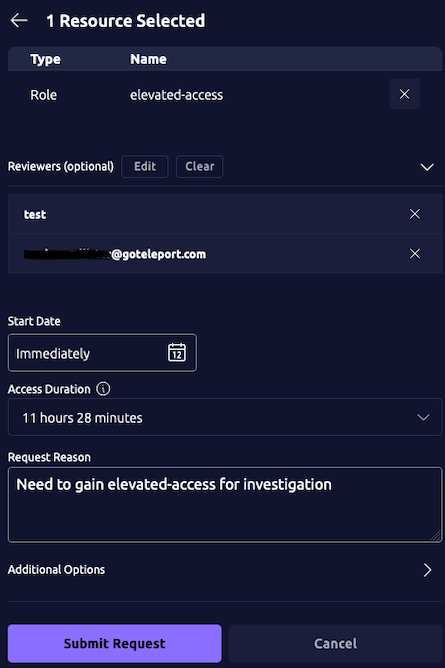 1 Resource Selected
Type Name
Role elevated-access
Reviewers (optional) Edit Clear
test
@goteleport.com
Start Date
Immediately 12
Access Duration
11 hours 28 minutes
Request Reason
Need to gain elevated-access for investigation
Additional Options
Submit Request Cancel